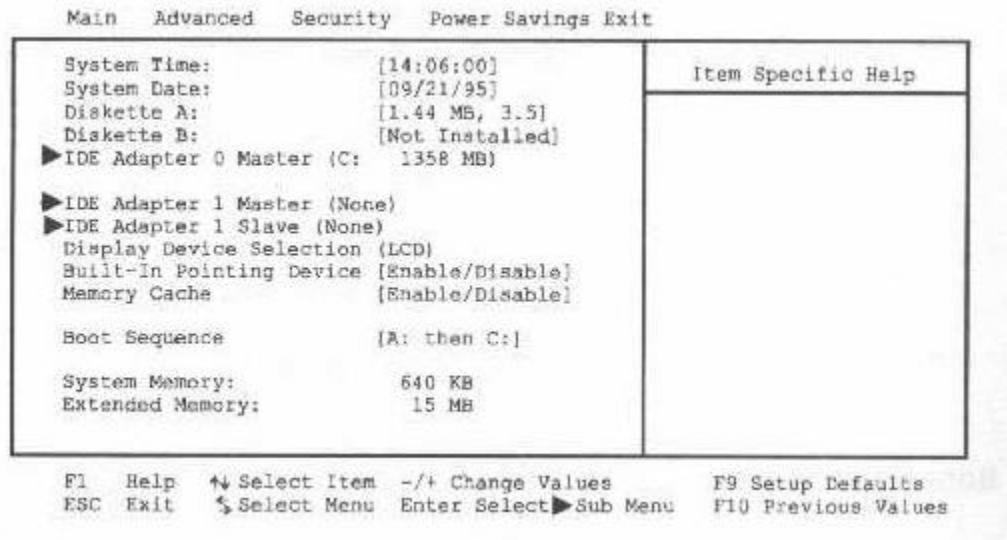 Main Advanced Security Power Savings Exit
System Time: [14:06:00]
System Date: [09/21/95]
Diskette A: [1.44 MB, 3.5]
Diskette B: [Not Installed]
▶IDE Adapter 0 Master (C: 1358 MB)
▶IDE Adapter 1 Master (None)
▶IDE Adapter 1 Slave (None)
Display Device Selection (LCD)
Built-In Pointing Device [Enable/Disable]
Memory Cache [Enable/Disable]
Boot Sequence [A: then C:]
System Memory: 640 KB
Extended Memory: 15 MB
Item Specific Help
F1 Help ↑↓ Select Item -/+ Change Values F9 Setup Defaults
ESC Exit Select Menu Enter Select▶Sub Menu F10 Previous Values